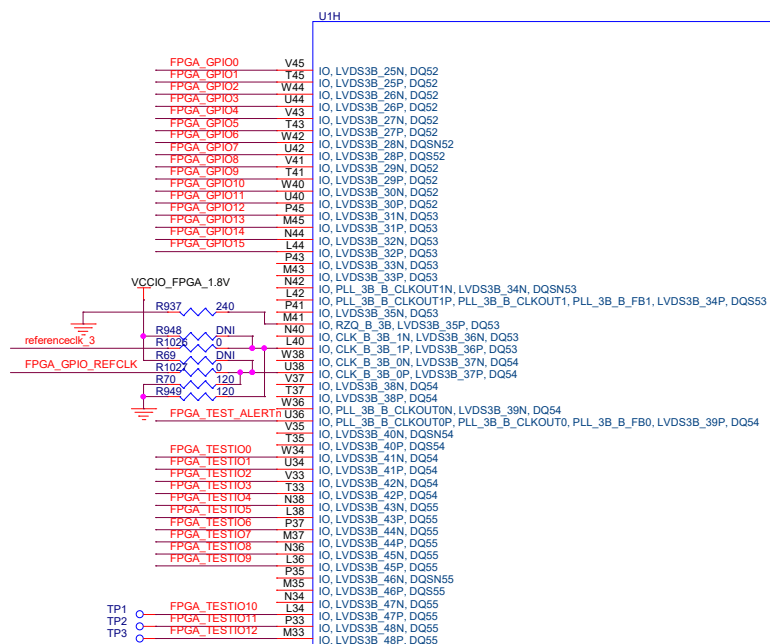 U1H
FPGA_GPIO0 V45 IO, LVDS3B_25N, DQ52
FPGA_GPIO1 T45 IO, LVDS3B_25P, DQ52
FPGA_GPIO2 W44 IO, LVDS3B_26N, DQ52
FPGA_GPIO3 U44 IO, LVDS3B_26P, DQ52
FPGA_GPIO4 V43 IO, LVDS3B_27N, DQ52
FPGA_GPIO5 T43 IO, LVDS3B_27P, DQ52
FPGA_GPIO6 W42 IO, LVDS3B_28N, DQSN52
FPGA_GPIO7 U42 IO, LVDS3B_28P, DQS52
FPGA_GPIO8 V41 IO, LVDS3B_29N, DQ52
FPGA_GPIO9 T41 IO, LVDS3B_29P, DQ52
FPGA_GPIO10 W40 IO, LVDS3B_30N, DQ52
FPGA_GPIO11 U40 IO, LVDS3B_30P, DQ52
FPGA_GPIO12 P45 IO, LVDS3B_31N, DQ53
FPGA_GPIO13 M45 IO, LVDS3B_31P, DQ53
FPGA_GPIO14 N44 IO, LVDS3B_32N, DQ53
FPGA_GPIO15 L44 IO, LVDS3B_32P, DQ53
P43 IO, LVDS3B_33N, DQ53
M43 IO, LVDS3B_33P, DQ53
VCCIO_FPGA_1.8V N42 IO, PLL_3B_B_CLKOUT1N, LVDS3B_34N, DQSN53
L42 IO, PLL_3B_B_CLKOUT1P, PLL_3B_B_CLKOUT1, PLL_3B_B_FB1, LVDS3B_34P, DQS53
R937 240 P41 IO, LVDS3B_35N, DQ53
M41 IO, RZQ_B_3B, LVDS3B_35P, DQ53
R948 DNI N40 IO, CLK_B_3B_1N, LVDS3B_36N, DQ53
referenceclk_3 R1026 0 L40 IO, CLK_B_3B_1P, LVDS3B_36P, DQ53
R69 DNI W38 IO, CLK_B_3B_0N, LVDS3B_37N, DQ54
FPGA_GPIO_REFCLK R1027 0 U38 IO, CLK_B_3B_0P, LVDS3B_37P, DQ54
R70 120 V37 IO, LVDS3B_38N, DQ54
R949 120 T37 IO, LVDS3B_38P, DQ54
W36 IO, PLL_3B_B_CLKOUT0N, LVDS3B_39N, DQ54
FPGA_TEST_ALERTn U36 IO, PLL_3B_B_CLKOUT0P, PLL_3B_B_CLKOUT0, PLL_3B_B_FB0, LVDS3B_39P, DQ54
V35 IO, LVDS3B_40N, DQSN54
T35 IO, LVDS3B_40P, DQS54
FPGA_TESTIO0 W34 IO, LVDS3B_41N, DQ54
FPGA_TESTIO1 U34 IO, LVDS3B_41P, DQ54
FPGA_TESTIO2 V33 IO, LVDS3B_42N, DQ54
FPGA_TESTIO3 T33 IO, LVDS3B_42P, DQ54
FPGA_TESTIO4 N38 IO, LVDS3B_43N, DQ55
FPGA_TESTIO5 L38 IO, LVDS3B_43P, DQ55
FPGA_TESTIO6 P37 IO, LVDS3B_44N, DQ55
FPGA_TESTIO7 M37 IO, LVDS3B_44P, DQ55
FPGA_TESTIO8 N36 IO, LVDS3B_45N, DQ55
FPGA_TESTIO9 L36 IO, LVDS3B_45P, DQ55
P35 IO, LVDS3B_46N, DQSN55
M35 IO, LVDS3B_46P, DQS55
N34 IO, LVDS3B_47N, DQ55
TP1 FPGA_TESTIO10 L34 IO, LVDS3B_47P, DQ55
TP2 FPGA_TESTIO11 P33 IO, LVDS3B_48N, DQ55
TP3 FPGA_TESTIO12 M33 IO, LVDS3B_48P, DQ55